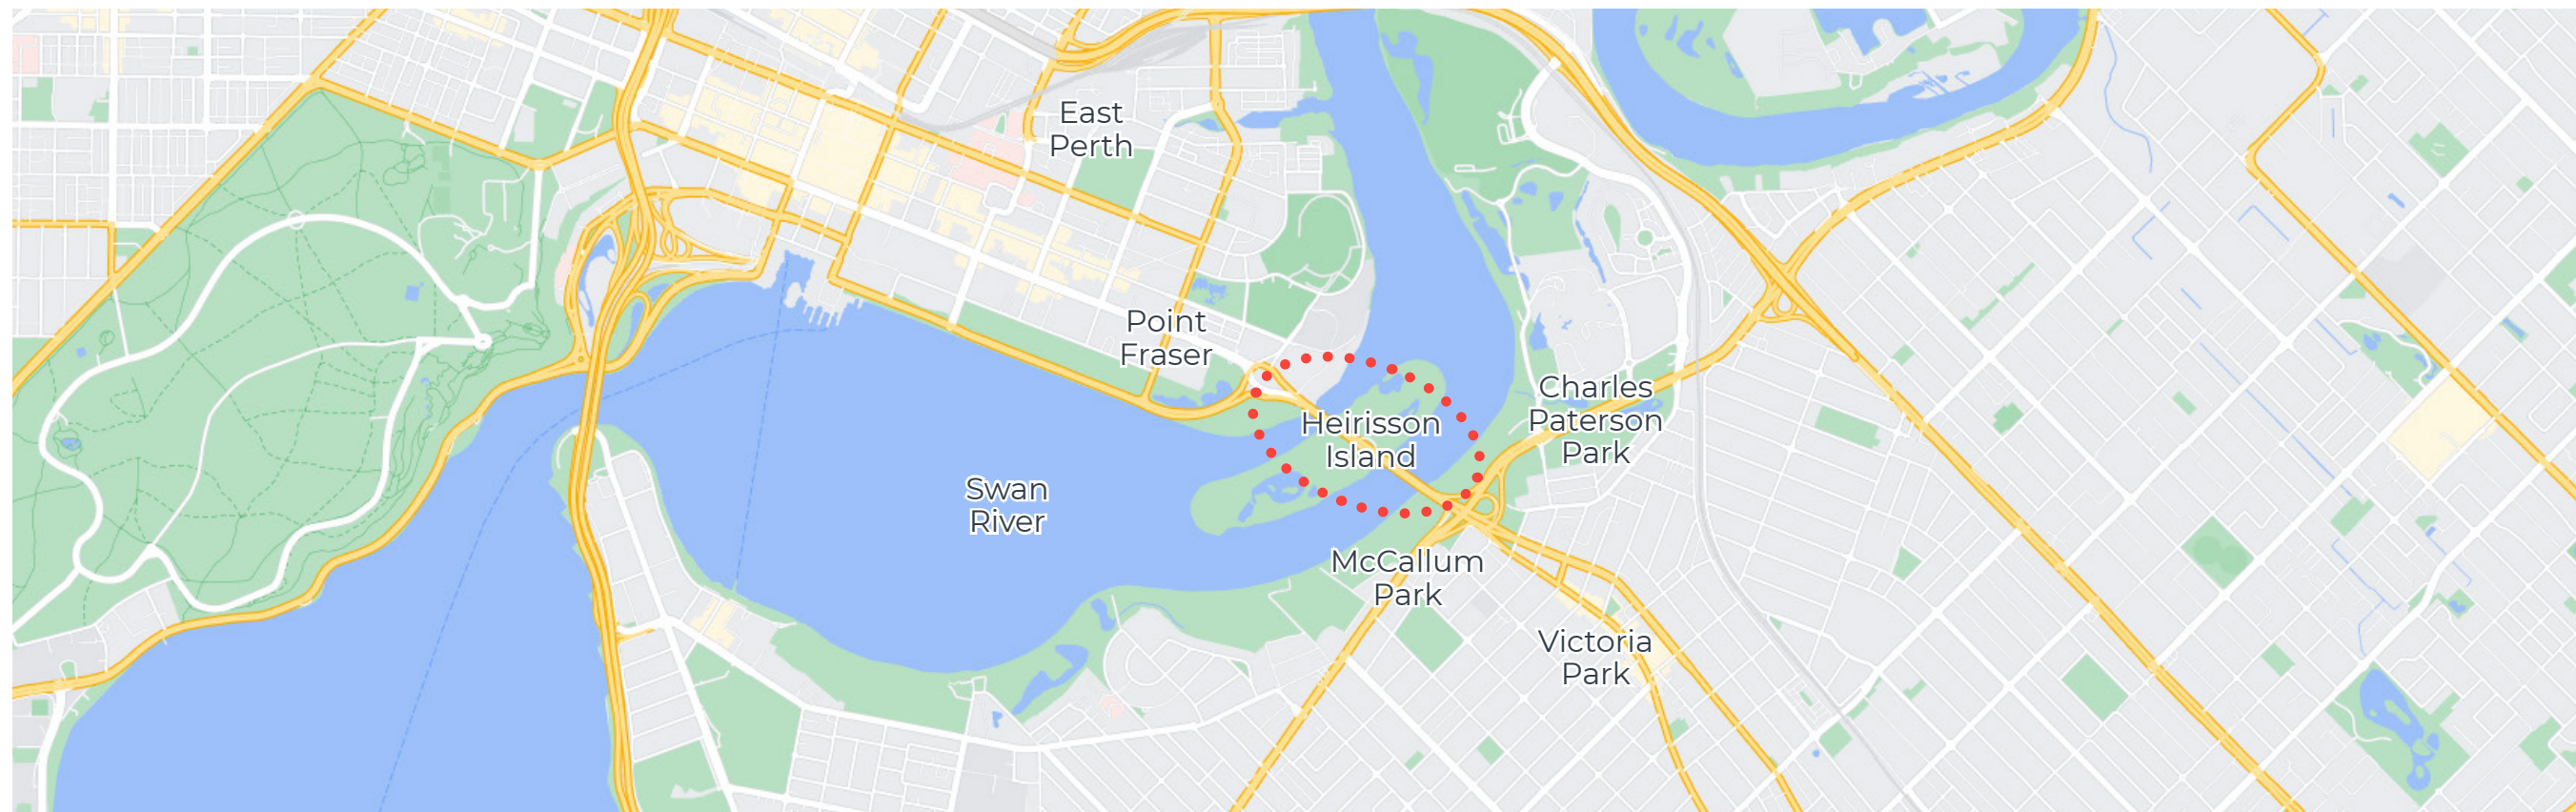 East
Perth
Point
Fraser
Heirisson
Island
Charles
Paterson
Park
Swan
River
McCallum
Park
Victoria
Park